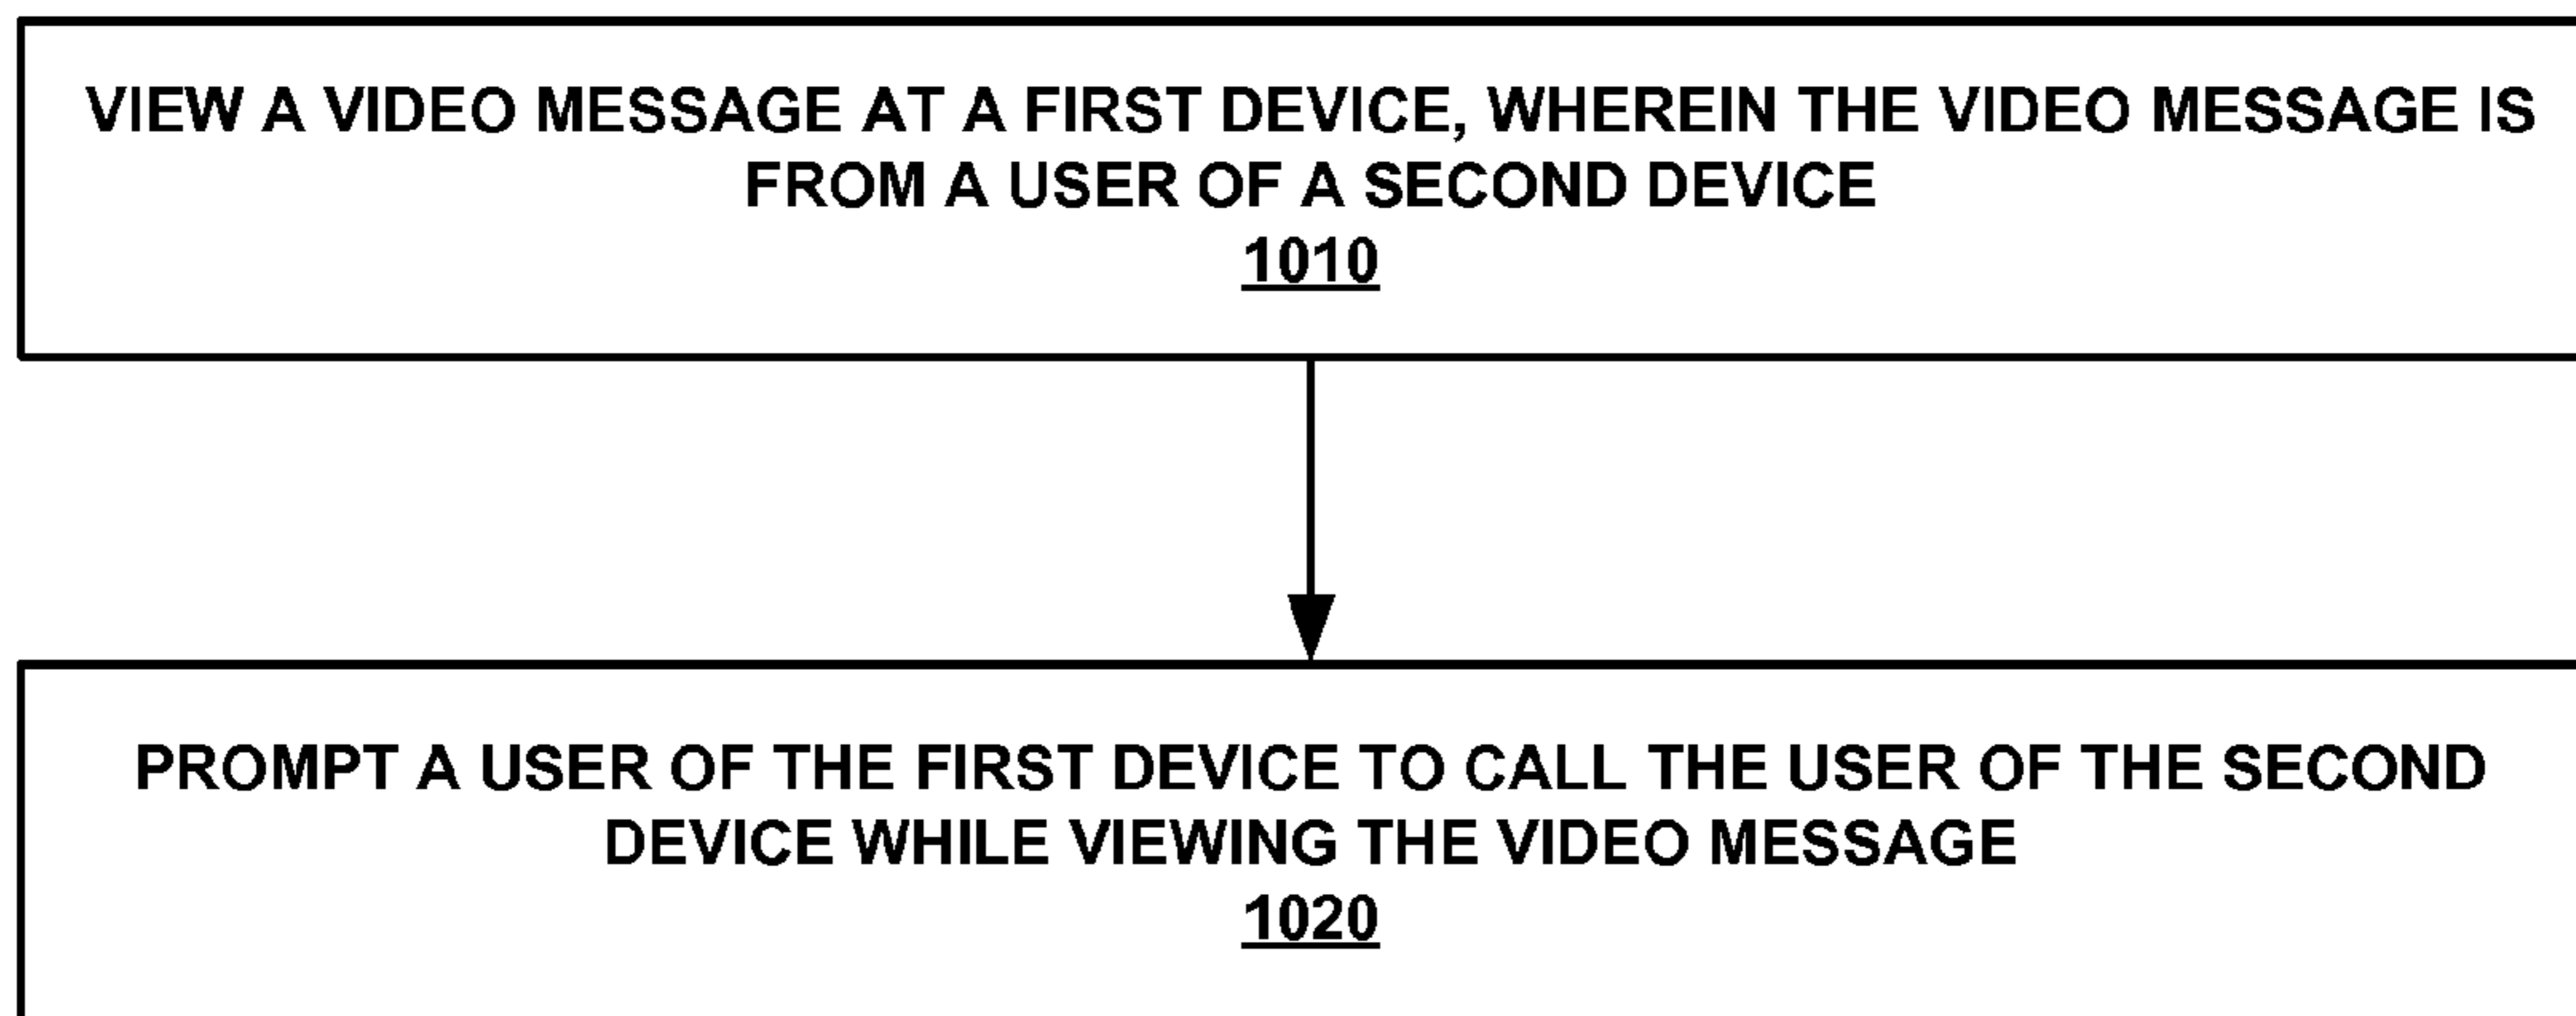 VIEW A VIDEO MESSAGE AT A FIRST DEVICE, WHEREIN THE VIDEO MESSAGE IS
FROM A USER OF A SECOND DEVICE
1010
PROMPT A USER OF THE FIRST DEVICE TO CALL THE USER OF THE SECOND
DEVICE WHILE VIEWING THE VIDEO MESSAGE
1020